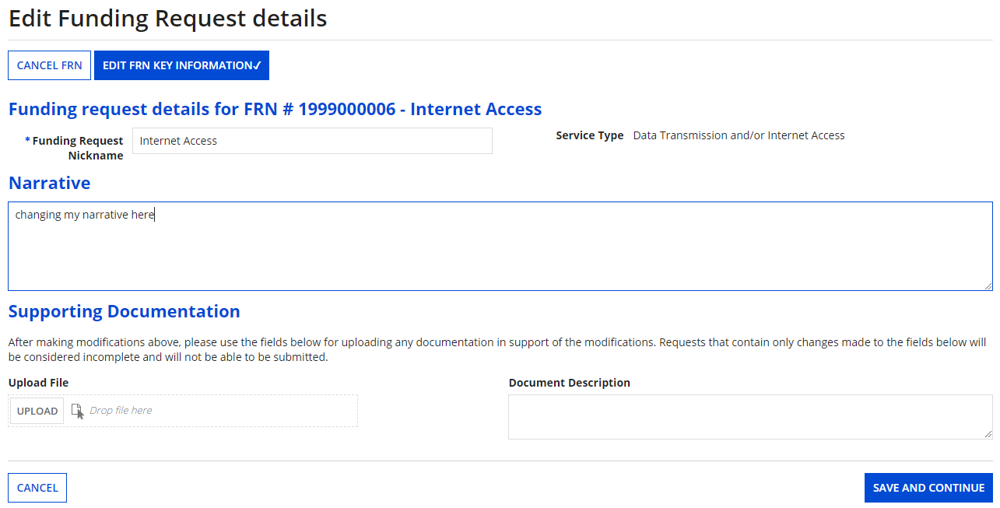 Edit Funding Request details
CANCEL FRN
EDIT FRN KEY INFORMATION✓
Funding request details for FRN # 1999000006 - Internet Access
* Funding Request
Nickname
Internet Access
Service Type Data Transmission and/or Internet Access
Narrative
changing my narrative here
Supporting Documentation
After making modifications above, please use the fields below for uploading any documentation in support of the modifications. Requests that contain only changes made to the fields below will
be considered incomplete and will not be able to be submitted.
Upload File
UPLOAD Drop file here
Document Description
CANCEL
SAVE AND CONTINUE